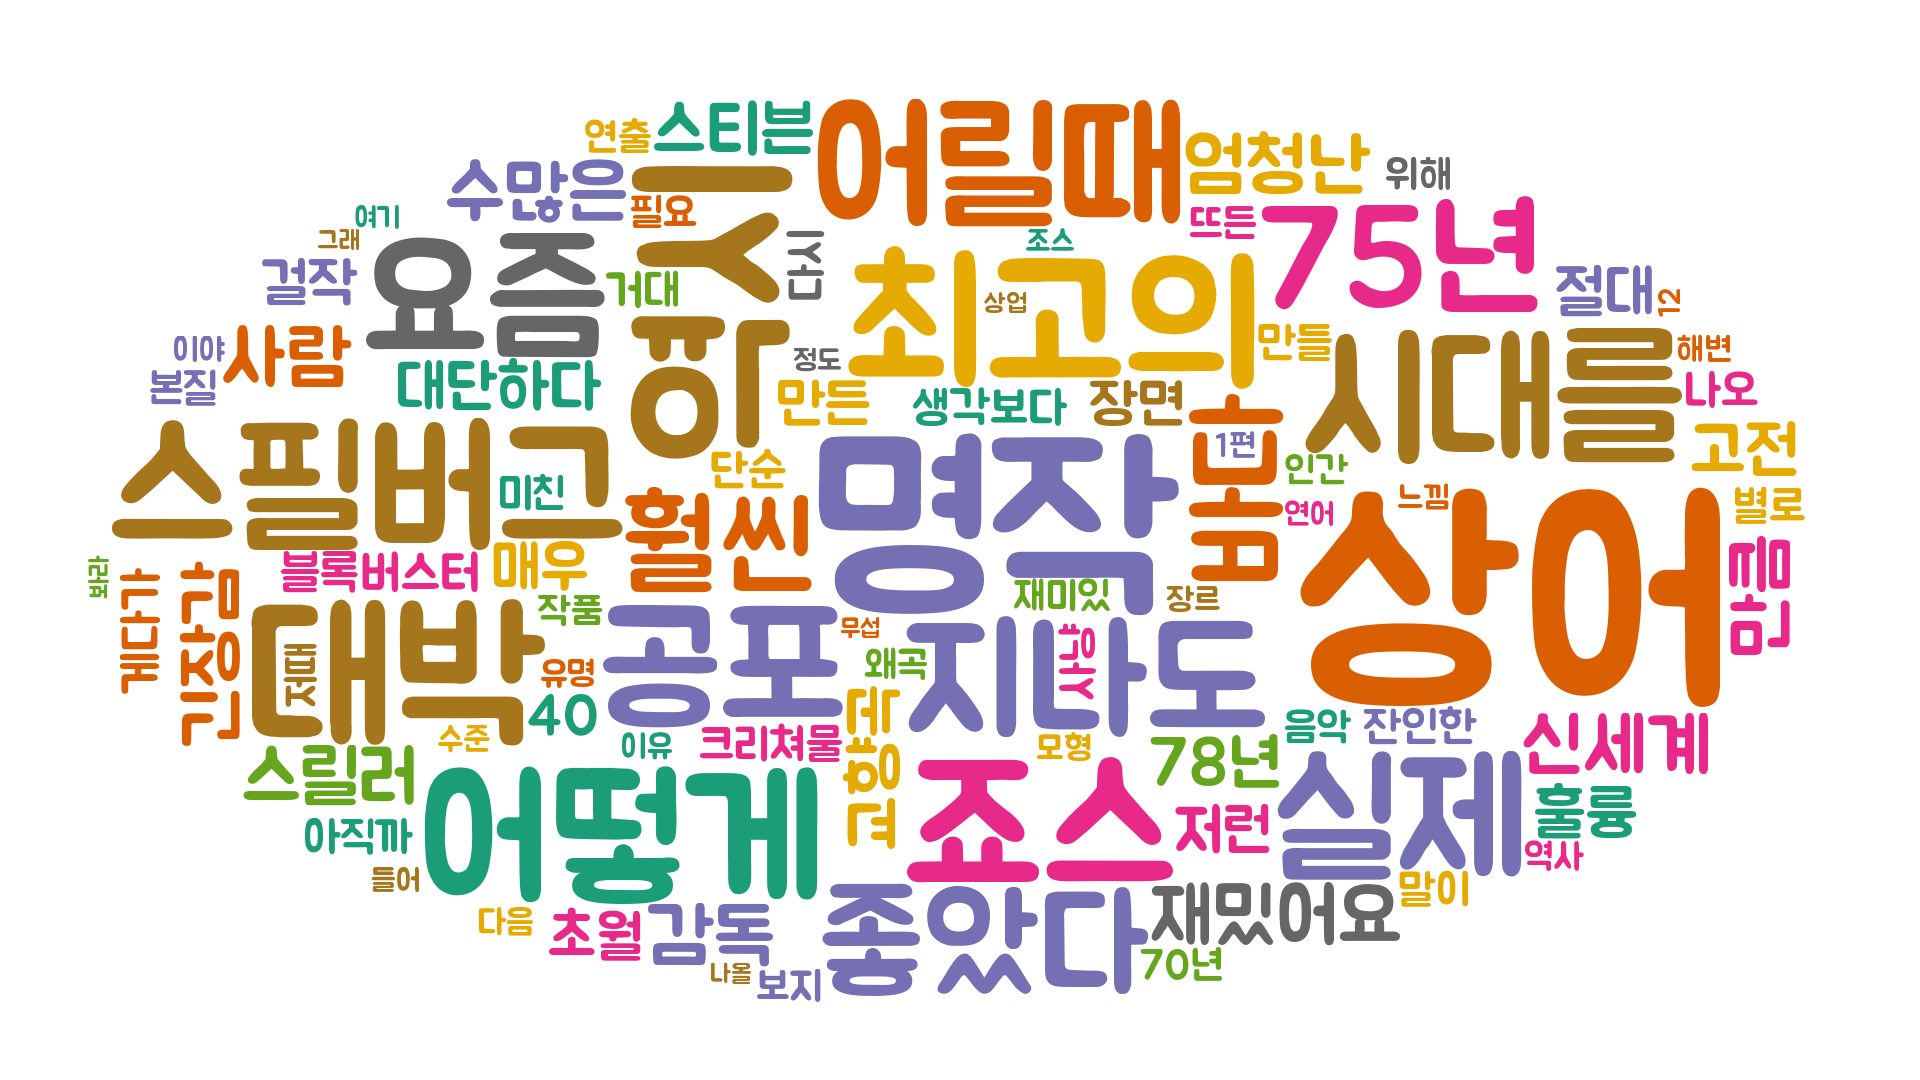 연출
스티븐
어릴때
엄청난
위해
수많은
필요
역시
뜨든
75년
여기
그래
요즘
걸작
거대
조스
최고의
상업
절대
12
이야
사람
본질
대단하다
정도
만든
생각보다
장면
만들
시대를
해변
나오
스필버그
미친
단순
훨씬
명작
1편
인간
연어
느낌
상어
고전
별로
봐라
게다가
긴장감
블록버스터
매우
대박
작품
유명
공포
무섭
재미있
장르
지나도
왜곡
40
수준
이유
크리쳐물
모형
78년
음악
잔인한
신세계
스릴러
아직까
들어
어떻게
죠스
저런
실제
훌륭
역사
다음
초월
감독
좋았다
재밌어요
말이
나올
보지
70년